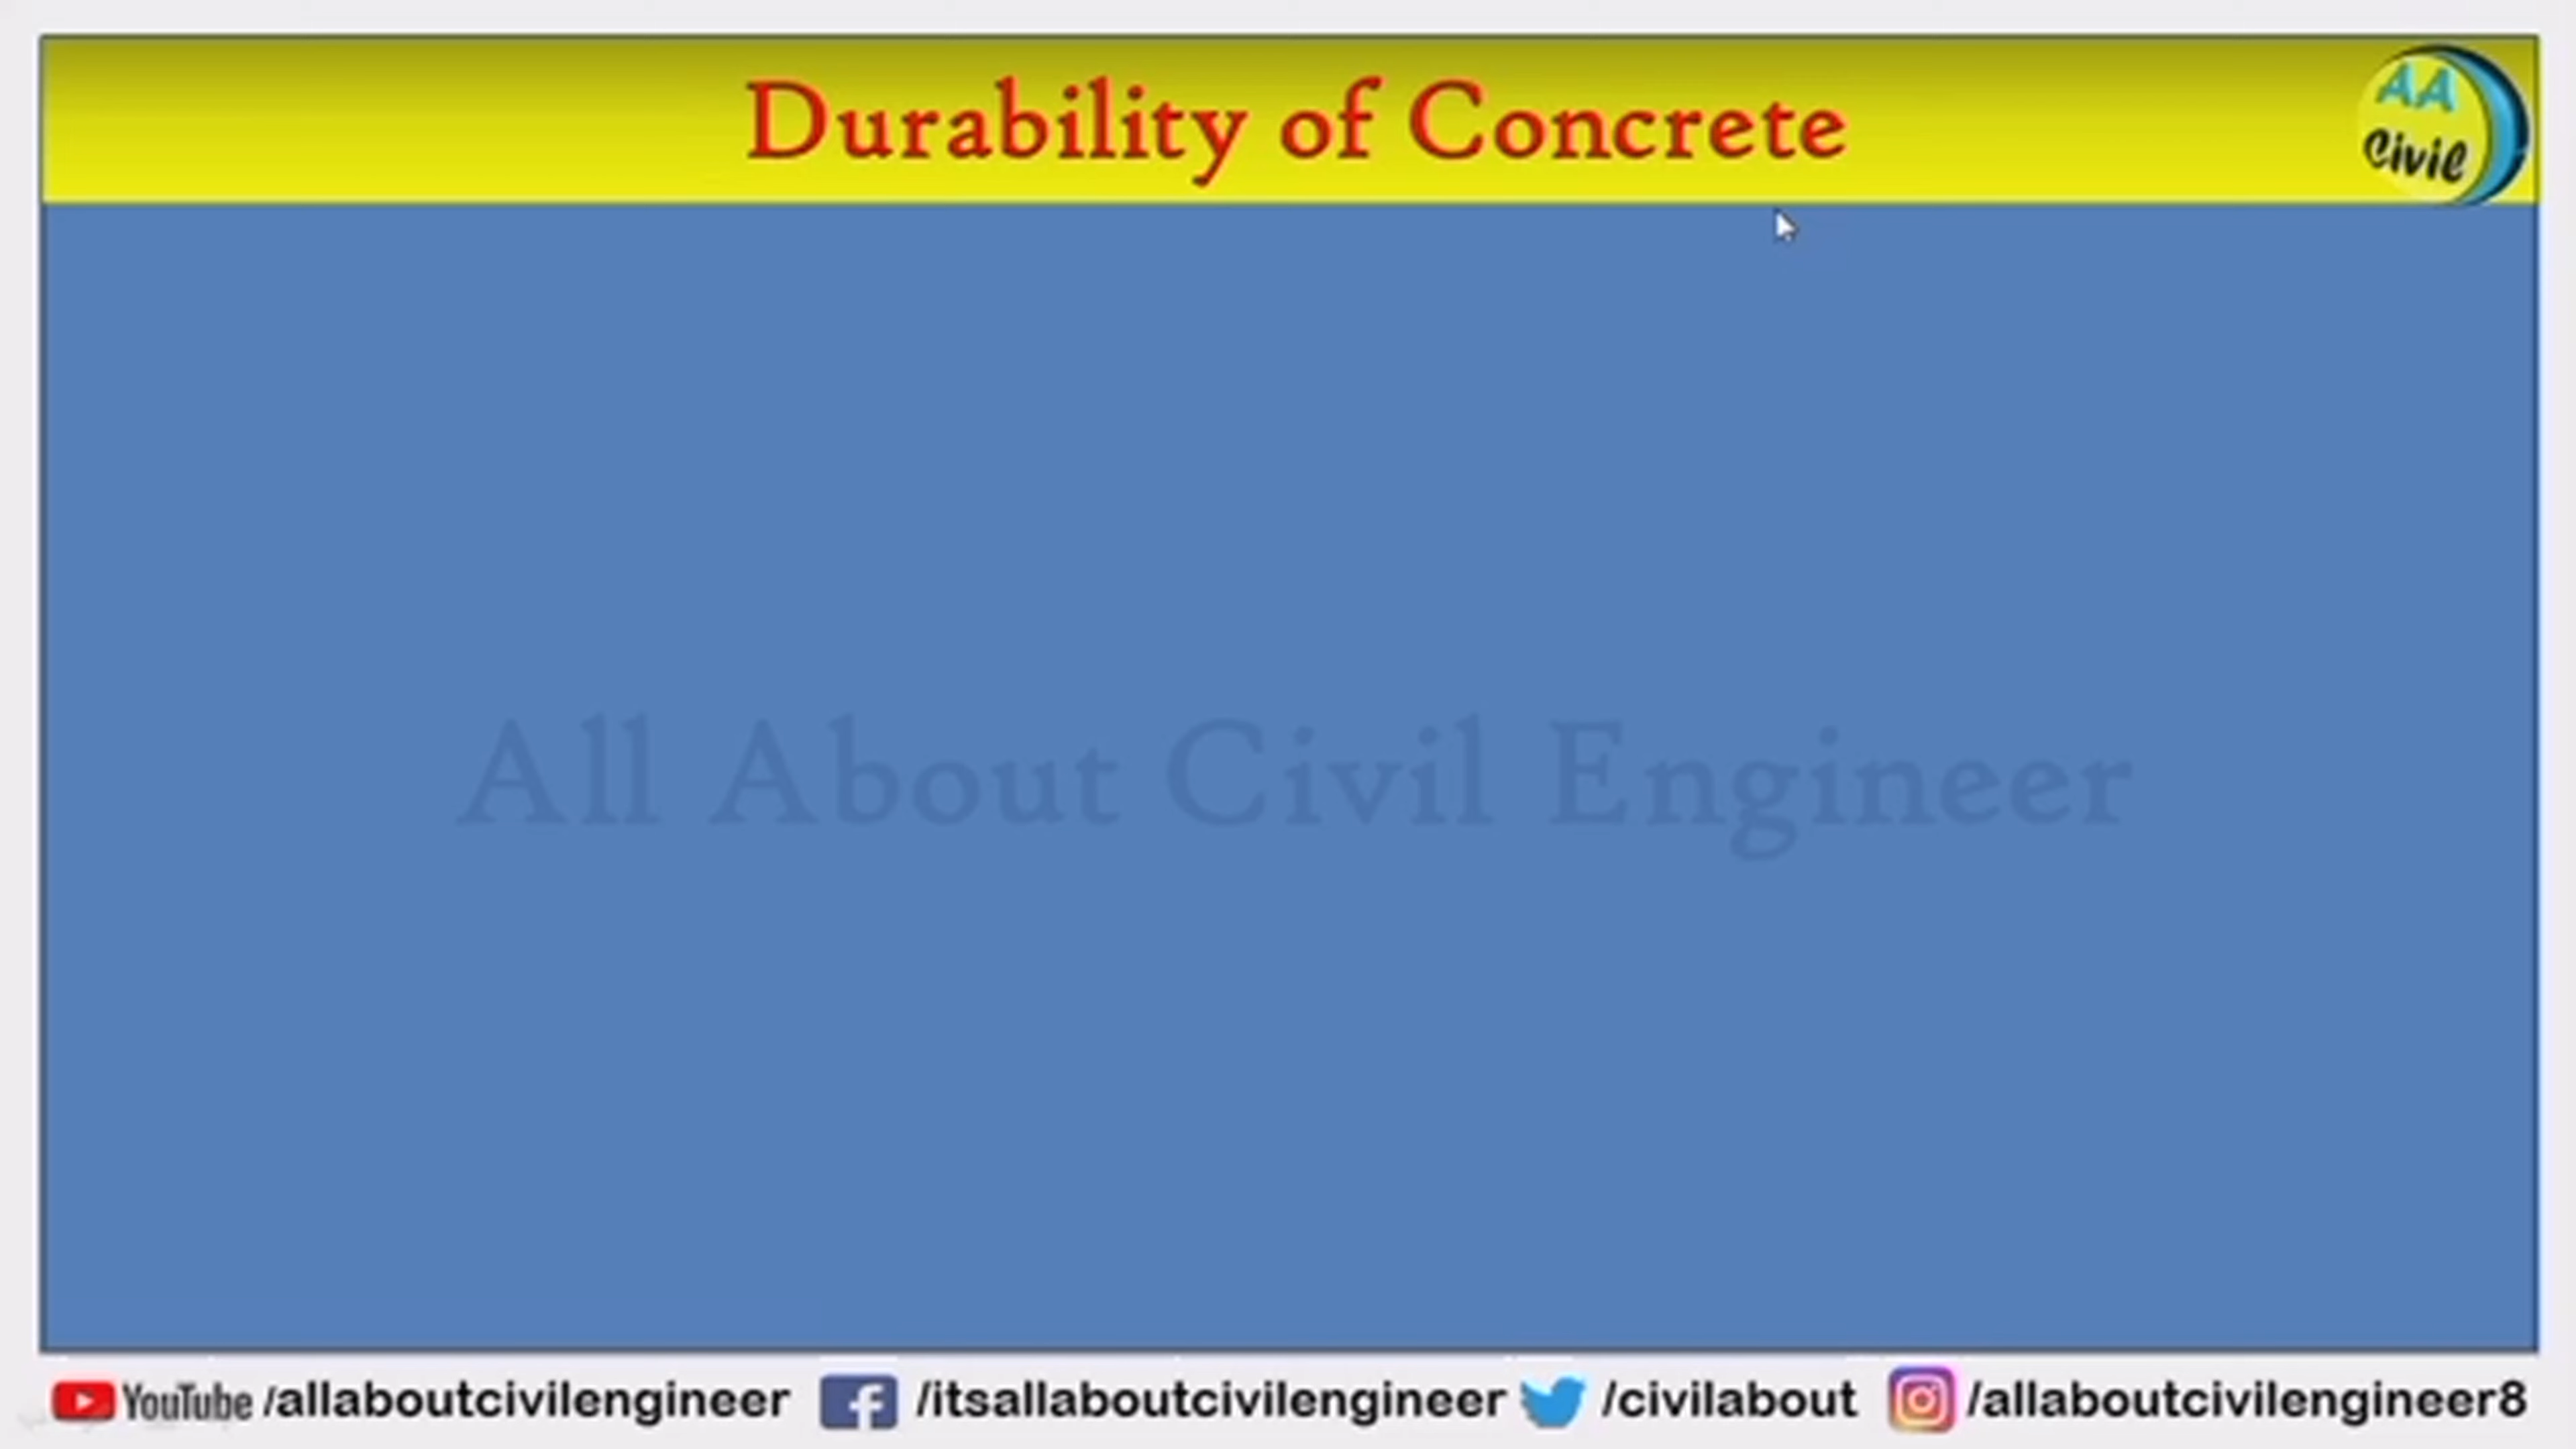 Durability of Concrete
AA
Civil
All About Civil Engineer
YouTube /allaboutcivilengineer /itsallaboutcivilengineer /civilabout /allaboutcivilengineer8